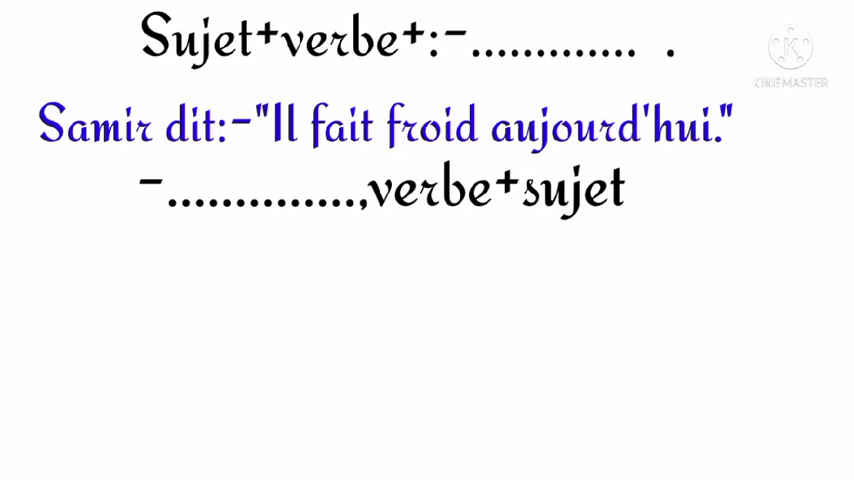 Sujet+verbe+:-............. .
KINEMASTER
Samir dit:-"Il fait froid aujourd'hui."
-..............,verbe+sujet